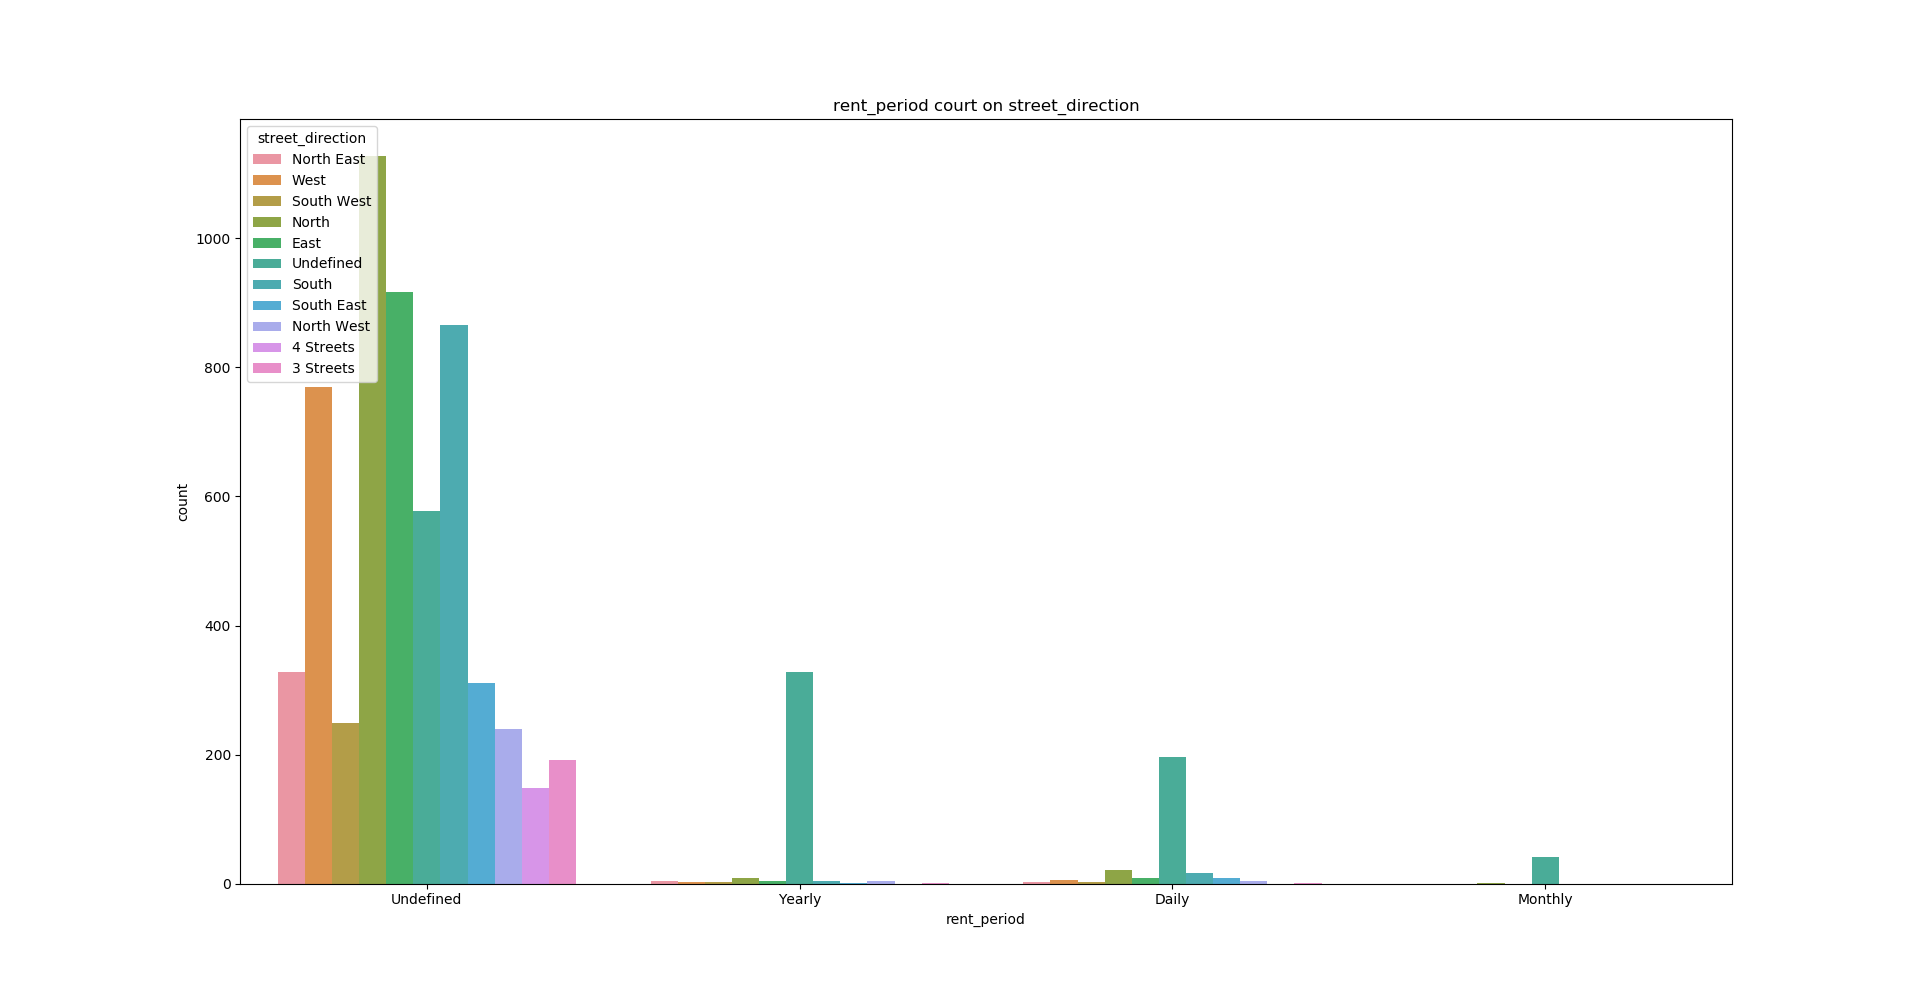 rent_period court on street_direction
street_direction
North East
West
South West
North
East
Undefined
South
South East
North West
4 Streets
3 Streets
1000
800
600
400
200
0
count
Undefined Yearly Daily Monthly
rent_period